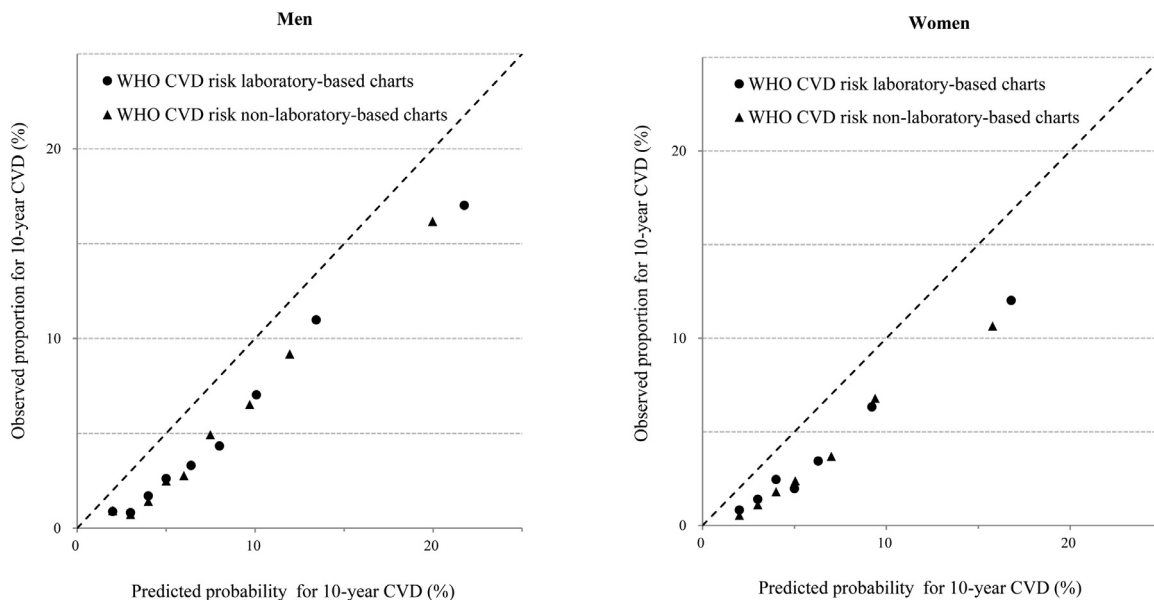 Men
WHO CVD risk laboratory-based charts
WHO CVD risk non-laboratory-based charts
Observed proportion for 10-year CVD (%)
20
10
0
0 10 20
Predicted probability for 10-year CVD (%)
Women
WHO CVD risk laboratory-based charts
WHO CVD risk non-laboratory-based charts
Observed proportion for 10-year CVD (%)
20
10
0
0 10 20
Predicted probability for 10-year CVD (%)